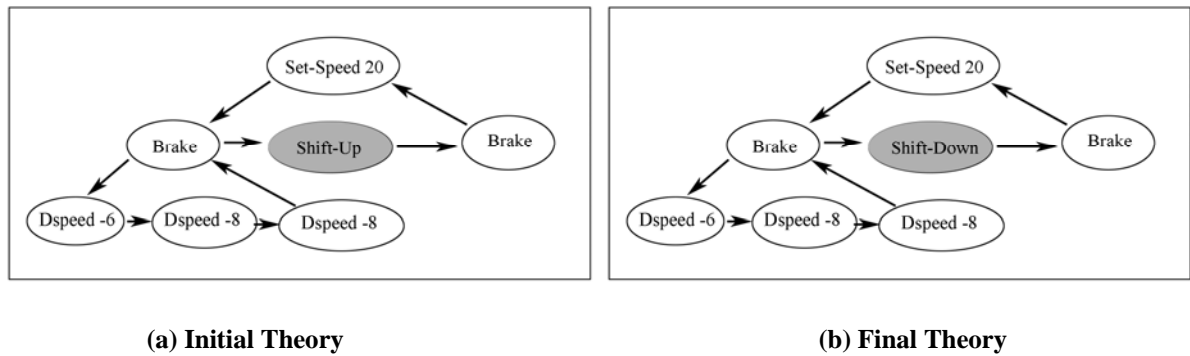 Set-Speed 20
Brake
Shift-Up
Brake
Dspeed -6
Dspeed -8
Dspeed -8
(a) Initial Theory
Set-Speed 20
Brake
Shift-Down
Brake
Dspeed -6
Dspeed -8
Dspeed -8
(b) Final Theory